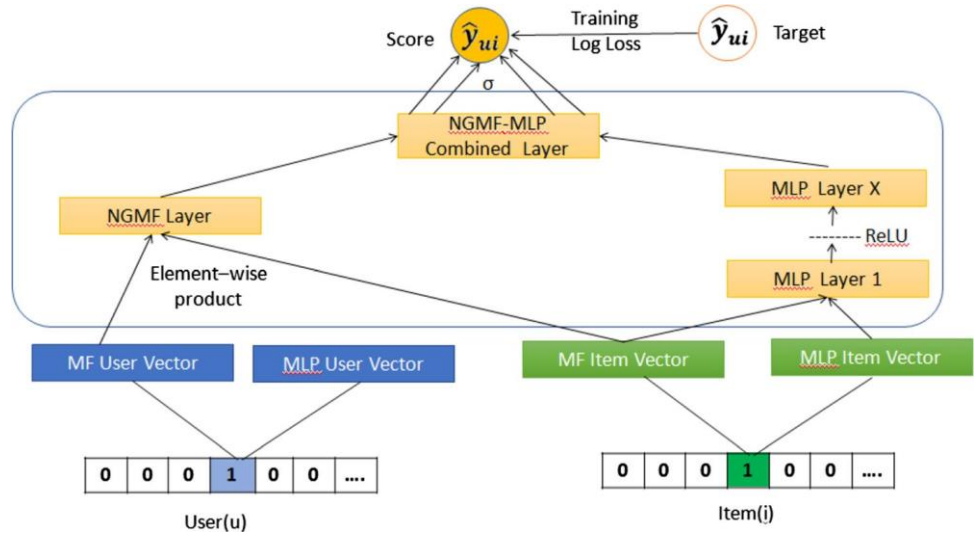 Score
ŷui
Training
Log Loss
ŷui
Target
σ
NGMF-MLP
Combined Layer
NGMF Layer
MLP Layer X
ReLU
MLP Layer 1
Element–wise
product
MF User Vector
MLP User Vector
MF Item Vector
MLP Item Vector
0 0 0 1 0 0 ....
0 0 0 1 0 0 ....
User(u)
Item(i)